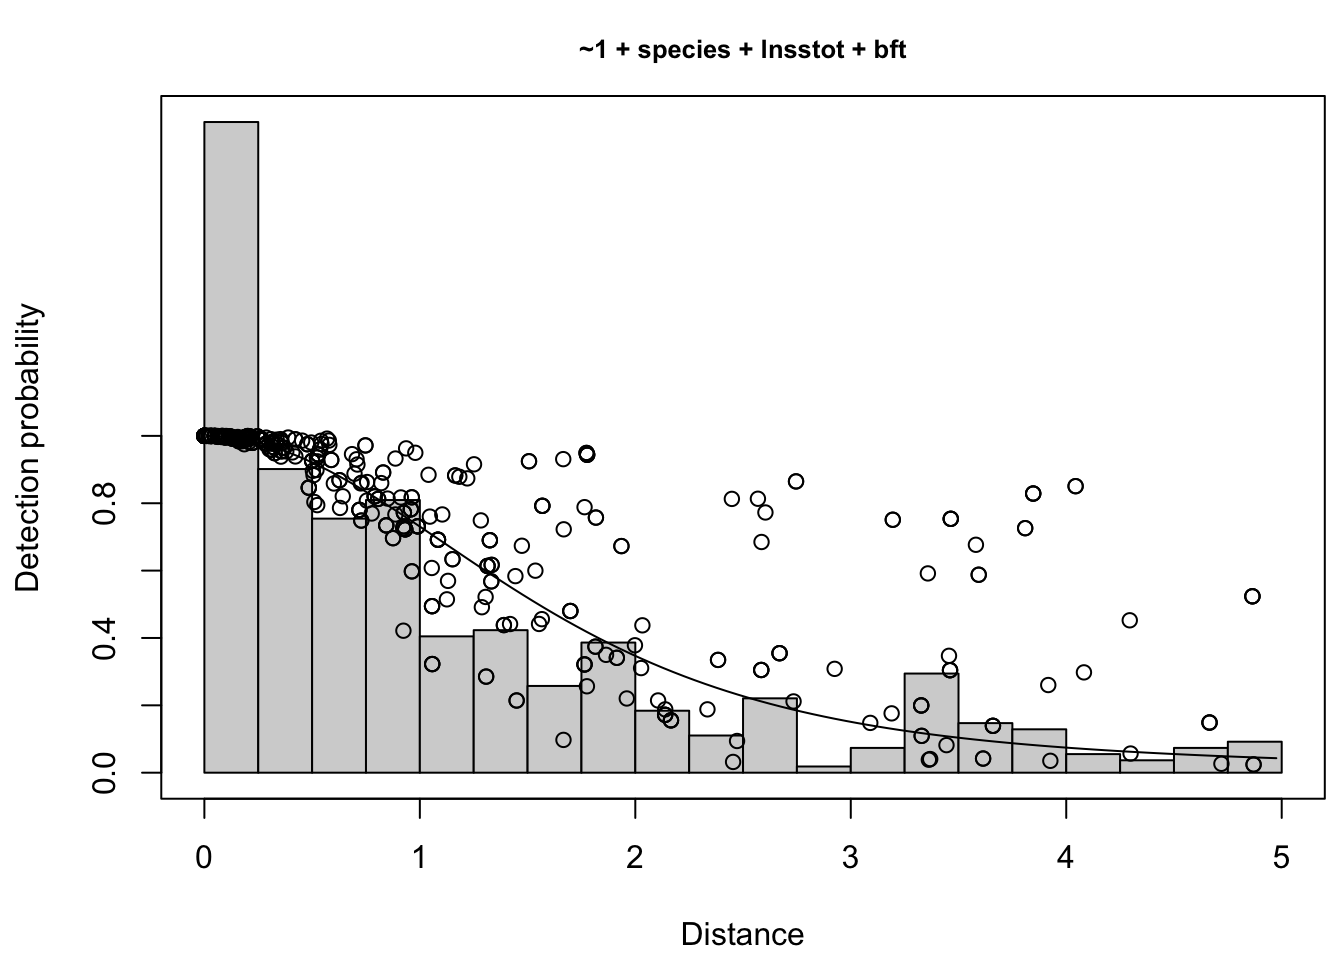 ~1 + species + lnsstot + bft
Detection probability
0.8
0.4
0.0
0 1 2 3 4 5
Distance